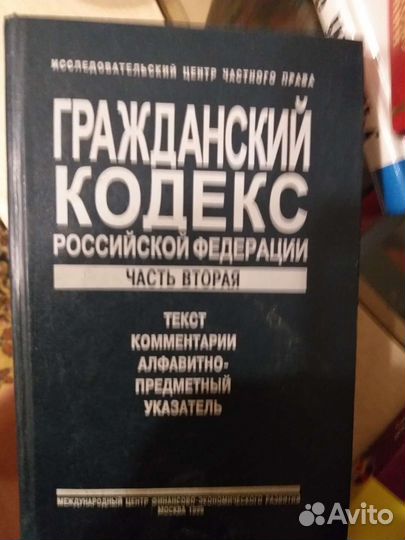 ИССЛЕДОВАТЕЛЬСКИЙ ЦЕНТР ЧАСТНОГО ПРАВА
ГРАЖДАНСКИЙ
КОДЕКС
РОССИЙСКОЙ ФЕДЕРАЦИИ
ЧАСТЬ ВТОРАЯ
ТЕКСТ
КОММЕНТАРИИ
АЛФАВИТНО-
ПРЕДМЕТНЫЙ
УКАЗАТЕЛЬ
МЕЖДУНАРОДНЫЙ ЦЕНТР ФИНАНСОВО-ЭКОНОМИЧЕСКОГО РАЗВИТИЯ
МОСКВА
Avito